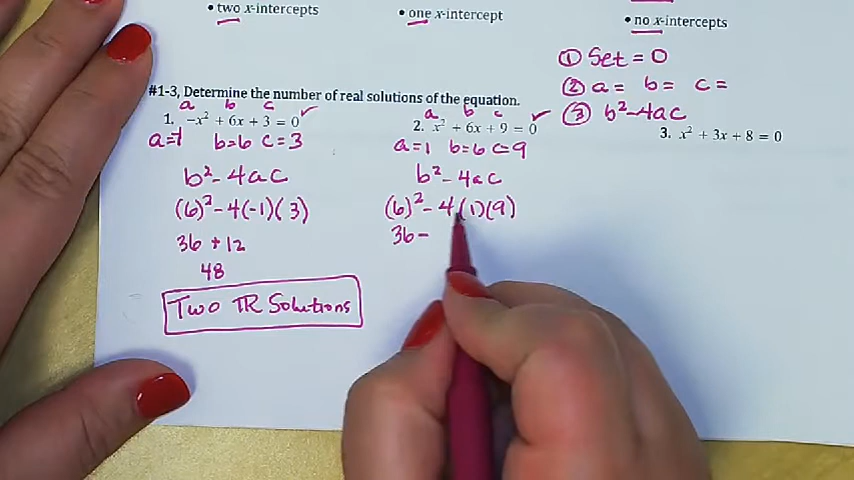 • two x-intercepts
• one x-intercept
• no x-intercepts
① Set = 0
② a= b= c=
③ b²-4ac
#1-3, Determine the number of real solutions of the equation.
a b c
1. -x² + 6x + 3 = 0 ✓
a=-1 b=6 c=3
b²-4ac
(6)²-4(-1)(3)
36 +12
48
Two ℝ Solutions
a b c
2. x² + 6x + 9 = 0 ✓
a=1 b=6 c=9
b²-4ac
(6)²-4(1)(9)
36-
3. x² + 3x + 8 = 0